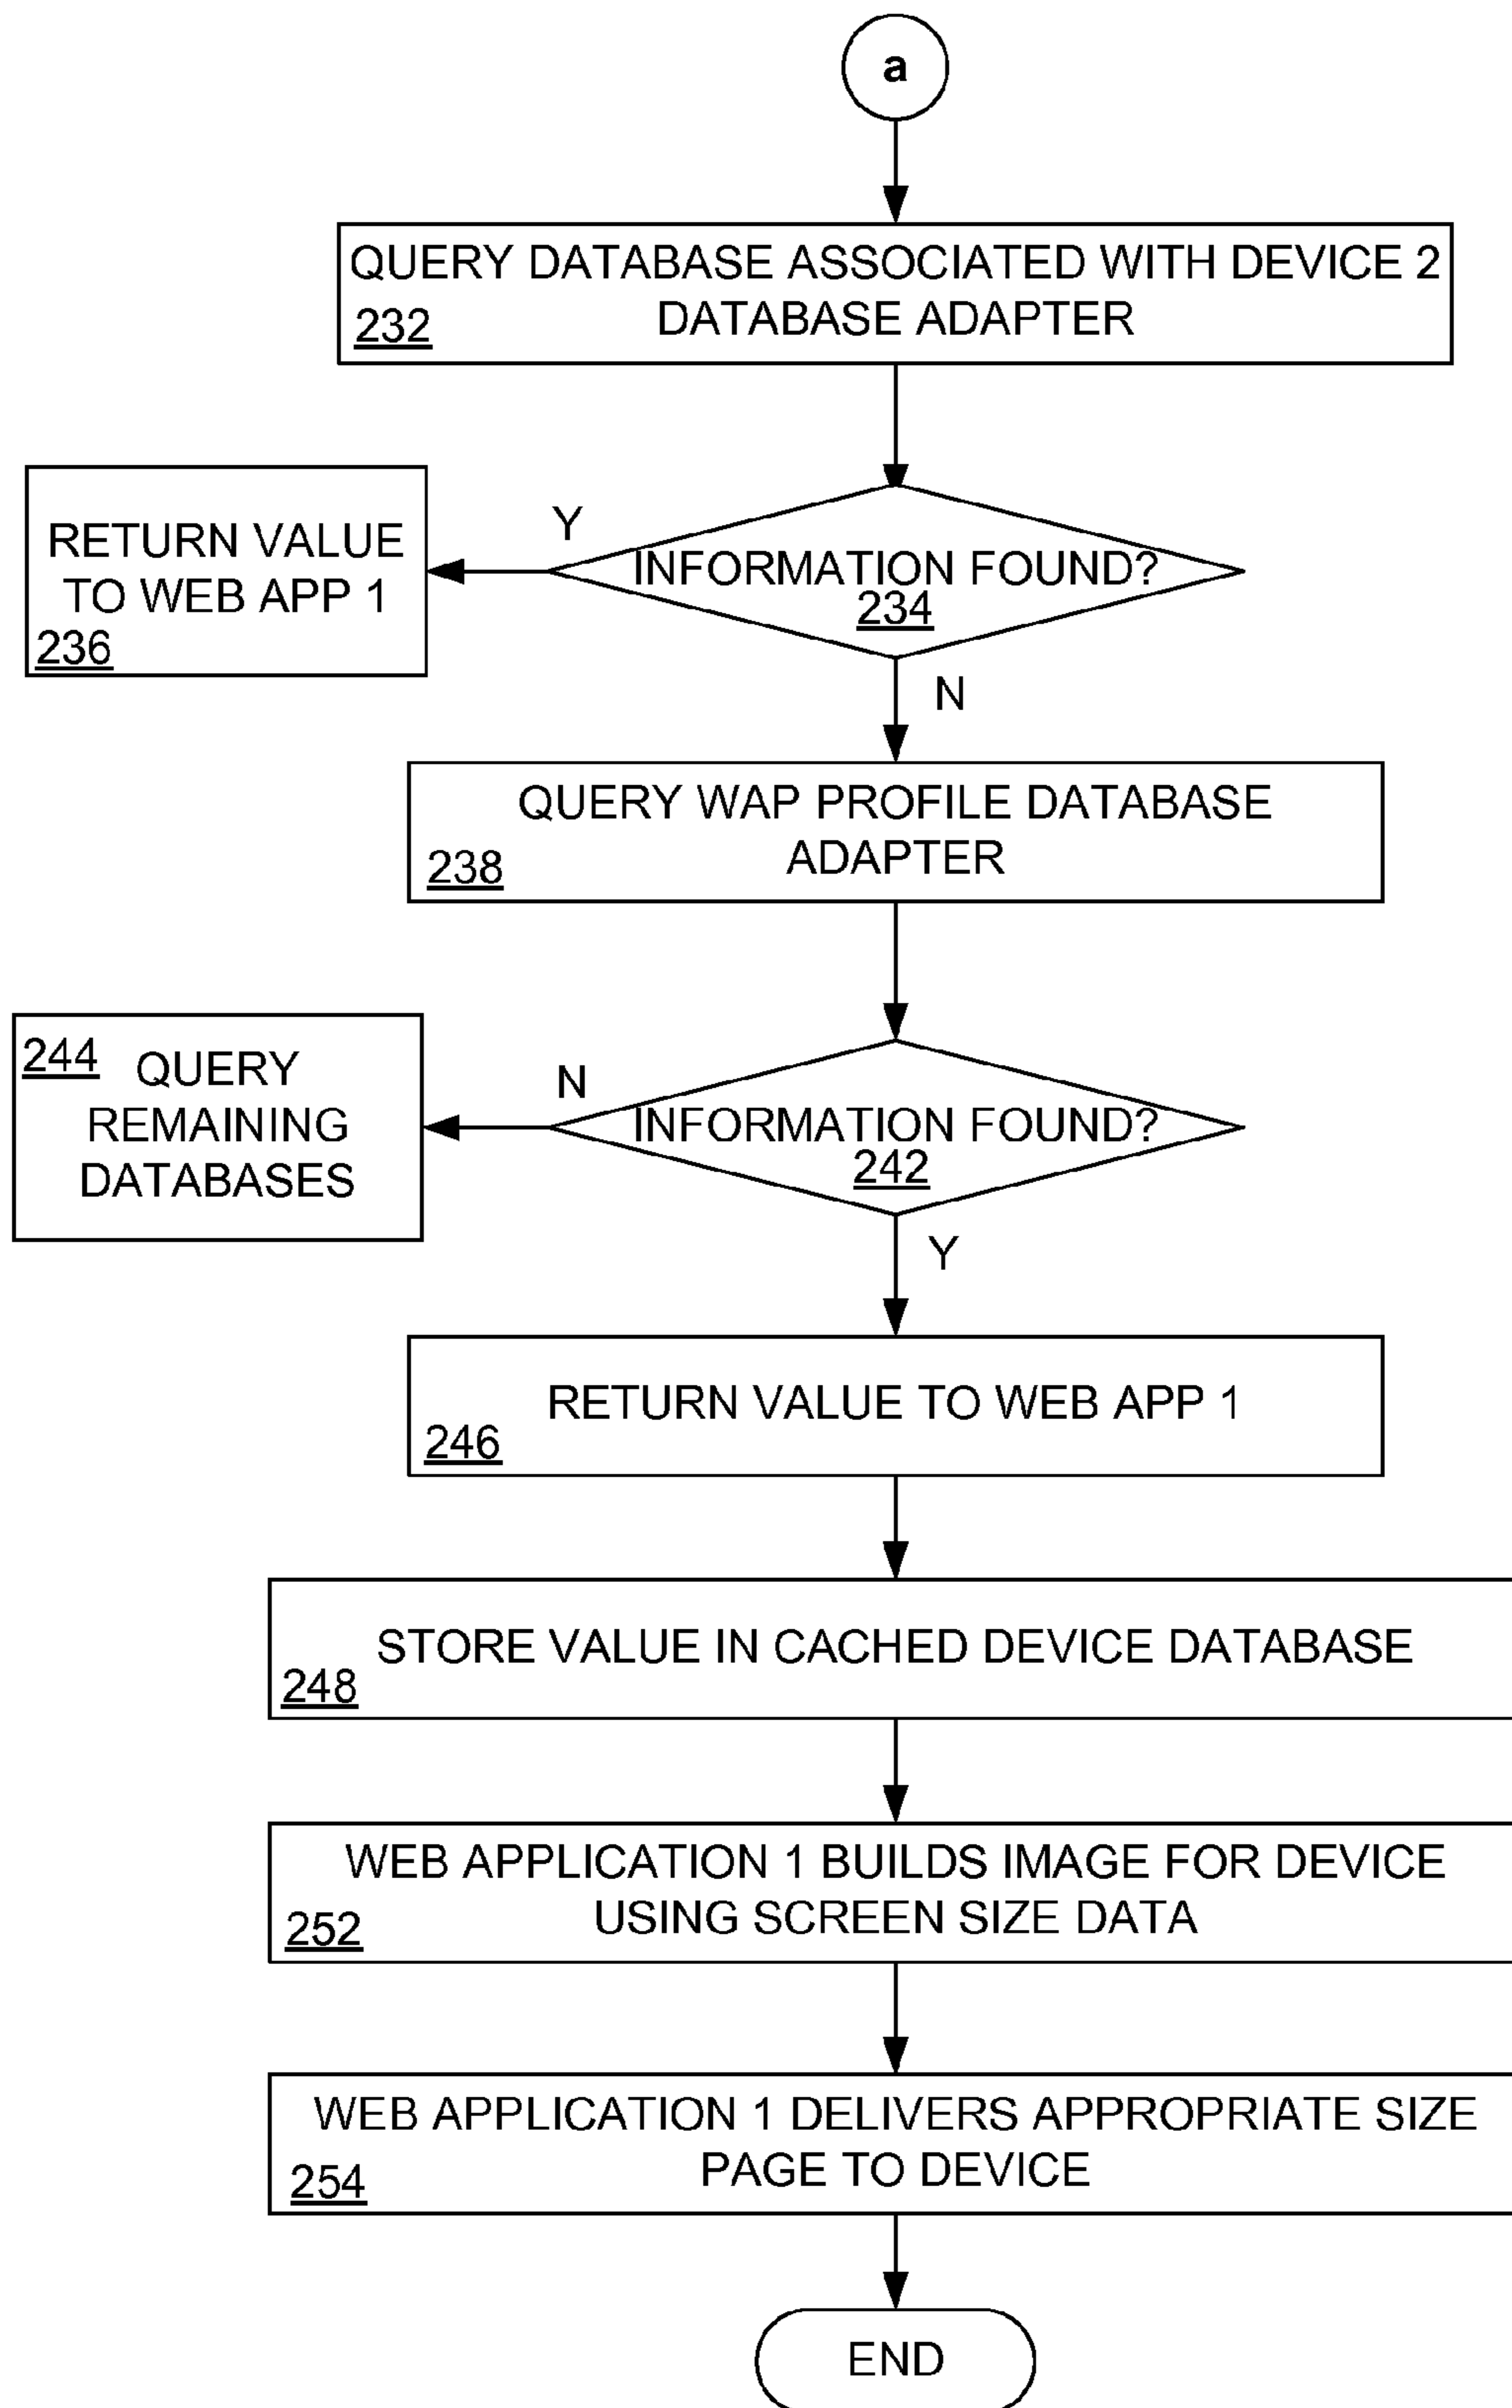 a
QUERY DATABASE ASSOCIATED WITH DEVICE 2
DATABASE ADAPTER
232
Y
INFORMATION FOUND?
234
RETURN VALUE
TO WEB APP 1
236
N
QUERY WAP PROFILE DATABASE
ADAPTER
238
N
INFORMATION FOUND?
242
244
QUERY
REMAINING
DATABASES
Y
RETURN VALUE TO WEB APP 1
246
STORE VALUE IN CACHED DEVICE DATABASE
248
WEB APPLICATION 1 BUILDS IMAGE FOR DEVICE
USING SCREEN SIZE DATA
252
WEB APPLICATION 1 DELIVERS APPROPRIATE SIZE
PAGE TO DEVICE
254
END